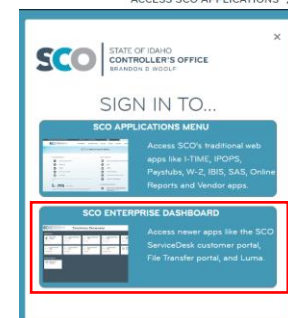 ACCESS SCO APPLICATIONS
×
SCO
STATE OF IDAHO
CONTROLLER'S OFFICE
BRANDON D WOOLF
SIGN IN TO...
SCO APPLICATIONS MENU
Access SCO's traditional web
apps like I-TIME, IPOPS,
Paystubs, W-2, IBIS, SAS, Online
Reports and Vendor apps.
SCO ENTERPRISE DASHBOARD
Access newer apps like the SCO
ServiceDesk customer portal,
File Transfer portal, and Luma.